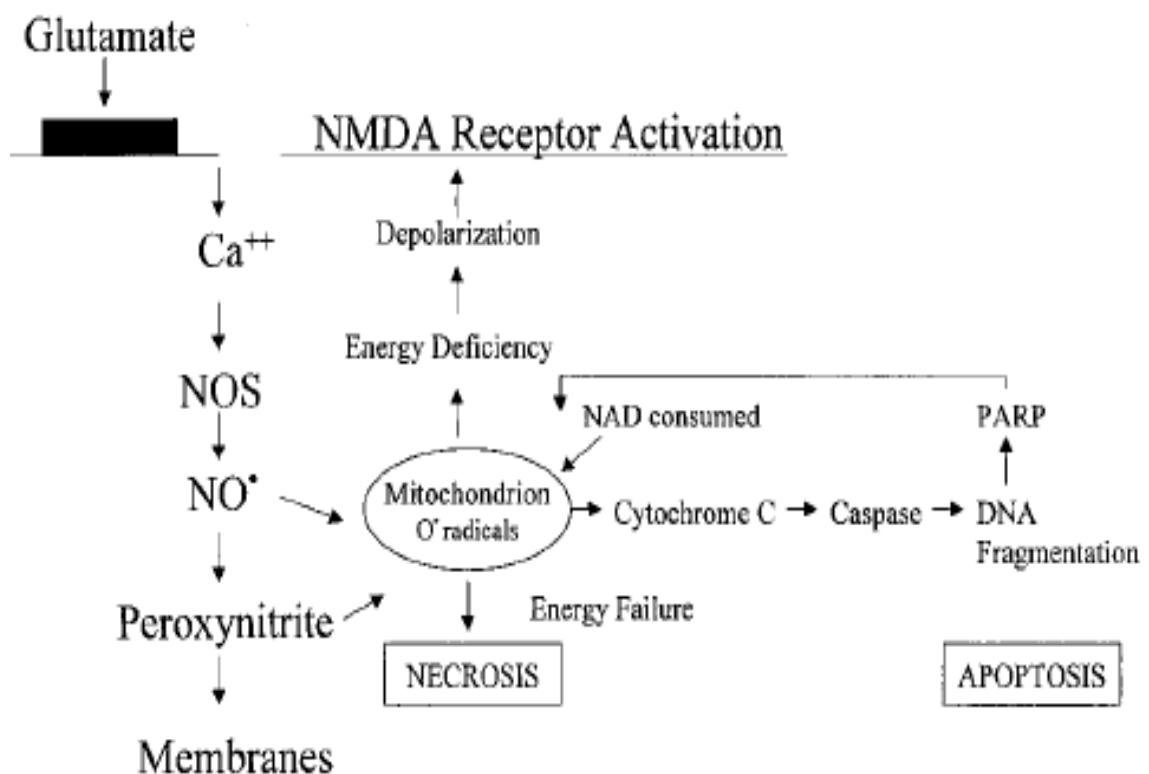 Glutamate
NMDA Receptor Activation
Ca++
Depolarization
Energy Deficiency
NOS
NAD consumed
PARP
NO•
Mitochondrion
O• radicals
Cytochrome C
Caspase
DNA
Fragmentation
Peroxynitrite
Energy Failure
NECROSIS
APOPTOSIS
Membranes